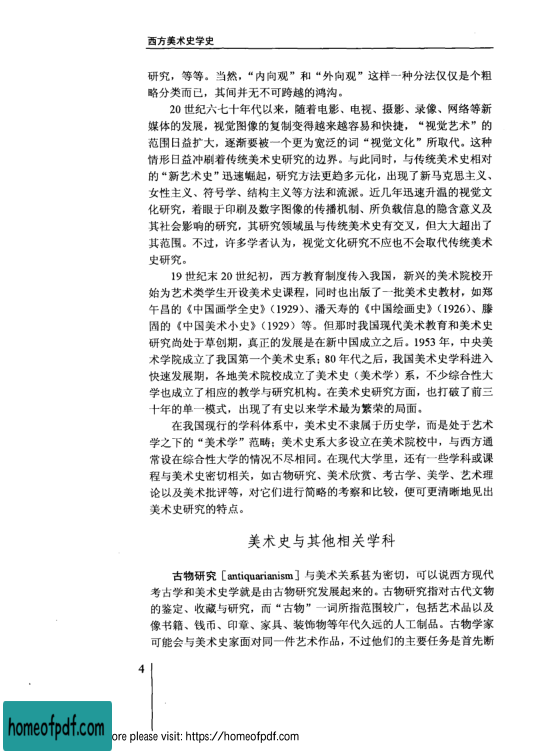 西方美术史学史
研究，等等。当然，“内向观”和“外向观”这样一种分法仅仅是个粗
略分类而已，其间并无不可跨越的鸿沟。
20世纪六七十年代以来，随着电影、电视、摄影、录像、网络等新
媒体的发展，视觉图像的复制变得越来越容易和快捷，“视觉艺术”的
范围日益扩大，逐渐要被一个更为宽泛的词“视觉文化”所取代。这种
情形日益冲刷着传统美术史研究的边界。与此同时，与传统美术史相对
的“新艺术史”迅速崛起，研究方法更趋多元化，出现了新马克思主义、
女性主义、符号学、结构主义等方法和流派。近几年迅速升温的视觉文
化研究，着眼于印刷及数字图像的传播机制、所负载信息的隐含意义及
其社会影响的研究，其研究领域虽与传统美术史有交叉，但大大超出了
其范围。不过，许多学者认为，视觉文化研究不应也不会取代传统美术
史研究。
19世纪末20世纪初，西方教育制度传入我国，新兴的美术院校开
始为艺术类学生开设美术史课程，同时也出版了一批美术史教材，如郑
午昌的《中国画学全史》（1929）、潘天寿的《中国绘画史》（1926）、滕
固的《中国美术小史》（1929）等。但那时我国现代美术教育和美术史
研究尚处于草创期，真正的发展是在新中国成立之后。1953年，中央美
术学院成立了我国第一个美术史系；80年代之后，我国美术史学科进入
快速发展期，各地美术院校成立了美术史（美术学）系，不少综合性大
学也成立了相应的教学与研究机构。在美术史研究方面，也打破了前三
十年的单一模式，出现了有史以来学术最为繁荣的局面。
在我国现行的学科体系中，美术史不隶属于历史学，而是处于艺术
学之下的“美术学”范畴；美术史系大多设立在美术院校中，与西方通
常设在综合性大学的情况不尽相同。在现代大学里，还有一些学科或课
程与美术史密切相关，如古物研究、美术欣赏、考古学、美学、艺术理
论以及美术批评等，对它们进行简略的考察和比较，便可更清晰地见出
美术史研究的特点。
美术史与其他相关学科
古物研究［antiquarianism］与美术关系甚为密切，可以说西方现代
考古学和美术史学就是由古物研究发展起来的。古物研究指对古代文物
的鉴定、收藏与研究，而“古物”一词所指范围较广，包括艺术品以及
像书籍、钱币、印章、家具、装饰物等年代久远的人工制品。古物学家
可能会与美术史家面对同一件艺术作品，不过他们的主要任务是首先断
4
homeofpdf.com
ore please visit: https://homeofpdf.com